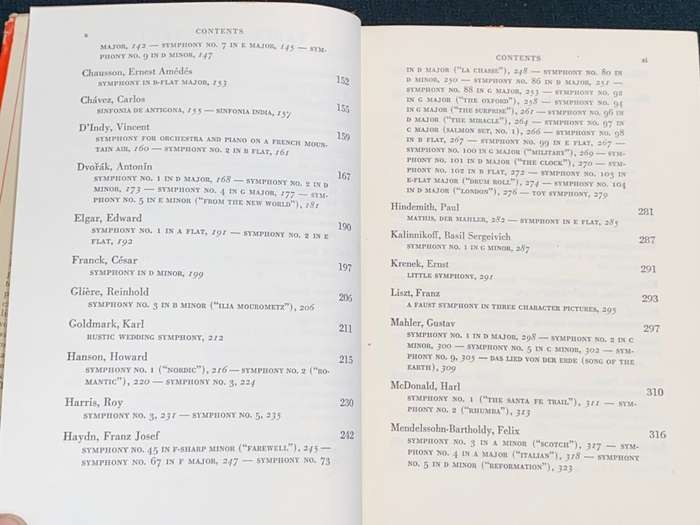 x
CONTENTS
MAJOR, 142 — SYMPHONY NO. 7 IN E MAJOR, 145 — SYM-
PHONY NO. 9 IN D MINOR, 147
Chausson, Ernest Amédés 152
SYMPHONY IN B-FLAT MAJOR, 153
Chávez, Carlos 155
SINFONIA DE ANTIGONA, 155 — SINFONIA INDIA, 157
D'Indy, Vincent 159
SYMPHONY FOR ORCHESTRA AND PIANO ON A FRENCH MOUN-
TAIN AIR, 160 — SYMPHONY NO. 2 IN B FLAT, 161
Dvořák, Antonín 167
SYMPHONY NO. 1 IN D MAJOR, 168 — SYMPHONY NO. 2 IN D
MINOR, 173 — SYMPHONY NO. 4 IN G MAJOR, 177 — SYM-
PHONY NO. 5 IN E MINOR ("FROM THE NEW WORLD"), 181
Elgar, Edward 190
SYMPHONY NO. 1 IN A FLAT, 191 — SYMPHONY NO. 2 IN E
FLAT, 192
Franck, César 197
SYMPHONY IN D MINOR, 199
Glière, Reinhold 206
SYMPHONY NO. 3 IN B MINOR ("ILIA MOUROMETZ"), 206
Goldmark, Karl 211
RUSTIC WEDDING SYMPHONY, 212
Hanson, Howard 215
SYMPHONY NO. 1 ("NORDIC"), 216 — SYMPHONY NO. 2 ("RO-
MANTIC"), 220 — SYMPHONY NO. 3, 224
Harris, Roy 230
SYMPHONY NO. 3, 231 — SYMPHONY NO. 5, 235
Haydn, Franz Josef 242
SYMPHONY NO. 45 IN F-SHARP MINOR ("FAREWELL"), 245 —
SYMPHONY NO. 67 IN F MAJOR, 247 — SYMPHONY NO. 73
CONTENTS
xi
IN D MAJOR ("LA CHASSE"), 248 — SYMPHONY NO. 80 IN
D MINOR, 250 — SYMPHONY NO. 86 IN D MAJOR, 251 —
SYMPHONY NO. 88 IN G MAJOR, 253 — SYMPHONY NO. 92
IN G MAJOR ("THE OXFORD"), 258 — SYMPHONY NO. 94
IN G MAJOR ("THE SURPRISE"), 261 — SYMPHONY NO. 96 IN
D MAJOR ("THE MIRACLE"), 264 — SYMPHONY NO. 97 IN
C MAJOR (SALMON SET, NO. 1), 266 — SYMPHONY NO. 98
IN B FLAT, 267 — SYMPHONY NO. 99 IN E FLAT, 267 —
SYMPHONY NO. 100 IN G MAJOR ("MILITARY"), 269 — SYM-
PHONY NO. 101 IN D MAJOR ("THE CLOCK"), 270 — SYM-
PHONY NO. 102 IN B FLAT, 272 — SYMPHONY NO. 103 IN
E-FLAT MAJOR ("DRUM ROLL"), 274 — SYMPHONY NO. 104
IN D MAJOR ("LONDON"), 276 — TOY SYMPHONY, 279
Hindemith, Paul 281
MATHIS, DER MAHLER, 282 — SYMPHONY IN E FLAT, 285
Kalinnikoff, Basil Sergeivich 287
SYMPHONY NO. 1 IN G MINOR, 287
Krenek, Ernst 291
LITTLE SYMPHONY, 291
Liszt, Franz 293
A FAUST SYMPHONY IN THREE CHARACTER PICTURES, 295
Mahler, Gustav 297
SYMPHONY NO. 1 IN D MAJOR, 298 — SYMPHONY NO. 2 IN C
MINOR, 300 — SYMPHONY NO. 5 IN C MINOR, 302 — SYM-
PHONY NO. 9, 305 — DAS LIED VON DER ERDE (SONG OF THE
EARTH), 309
McDonald, Harl 310
SYMPHONY NO. 1 ("THE SANTA FE TRAIL"), 311 — SYM-
PHONY NO. 2 ("RHUMBA"), 313
Mendelssohn-Bartholdy, Felix 316
SYMPHONY NO. 3 IN A MINOR ("SCOTCH"), 317 — SYM-
PHONY NO. 4 IN A MAJOR ("ITALIAN"), 318 — SYMPHONY
NO. 5 IN D MINOR ("REFORMATION"), 323